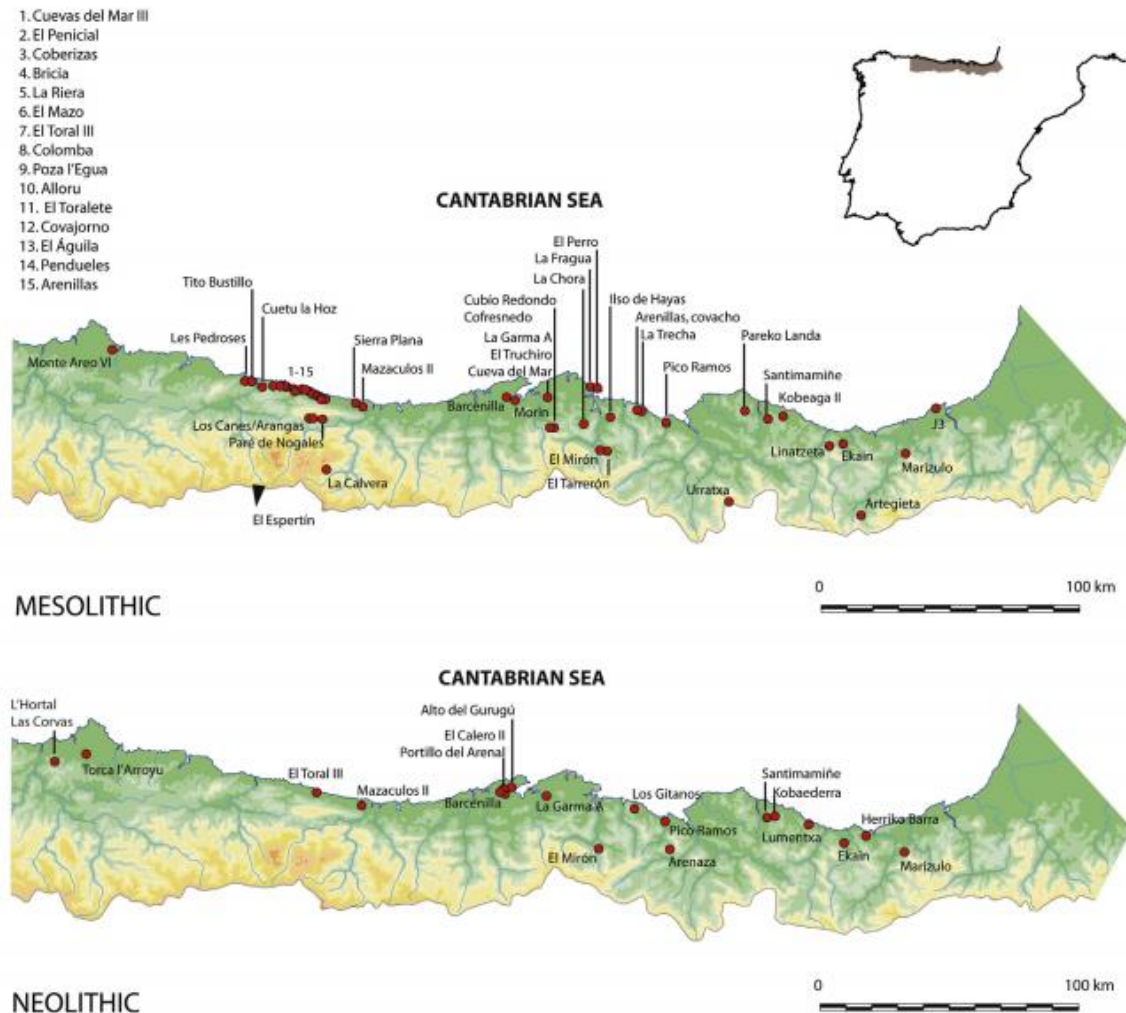 1. Cuevas del Mar III
2. El Penicial
3. Coberizas
4. Bricia
5. La Riera
6. El Mazo
7. El Toral III
8. Colomba
9. Poza l'Egua
10. Alloru
11. El Toralete
12. Covajorno
13. El Águila
14. Pendueles
15. Arenillas
CANTABRIAN SEA
El Perro
La Fragua
La Chora
Tito Bustillo
Cuetu la Hoz
Cubío Redondo
Cofresnedo
Ilso de Hayas
Arenillas, covacho
La Trecha
Les Pedroses
Sierra Plana
La Garma A
El Truchiro
Cueva del Mar
Pareko Landa
Monte Areo VI
1-15
Mazaculos II
Pico Ramos
Santimamiñe
Kobeaga II
Barcenilla
Morín
Los Canes/Arangas
Paré de Nogales
El Mirón
El Tarrerón
Linatzeta
Ekain
Marizulo
J3
La Calvera
Urratxa
Artegieta
El Espertín
MESOLITHIC
0
100 km
CANTABRIAN SEA
L'Hortal
Las Corvas
Alto del Gurugú
El Calero II
Portillo del Arenal
Torca l'Arroyu
El Toral III
Mazaculos II
Barcenilla
La Garma A
Los Gitanos
Santimamiñe
Kobaederra
Pico Ramos
Lumentxa
Herriko Barra
El Mirón
Arenaza
Ekain
Marizulo
NEOLITHIC
0
100 km